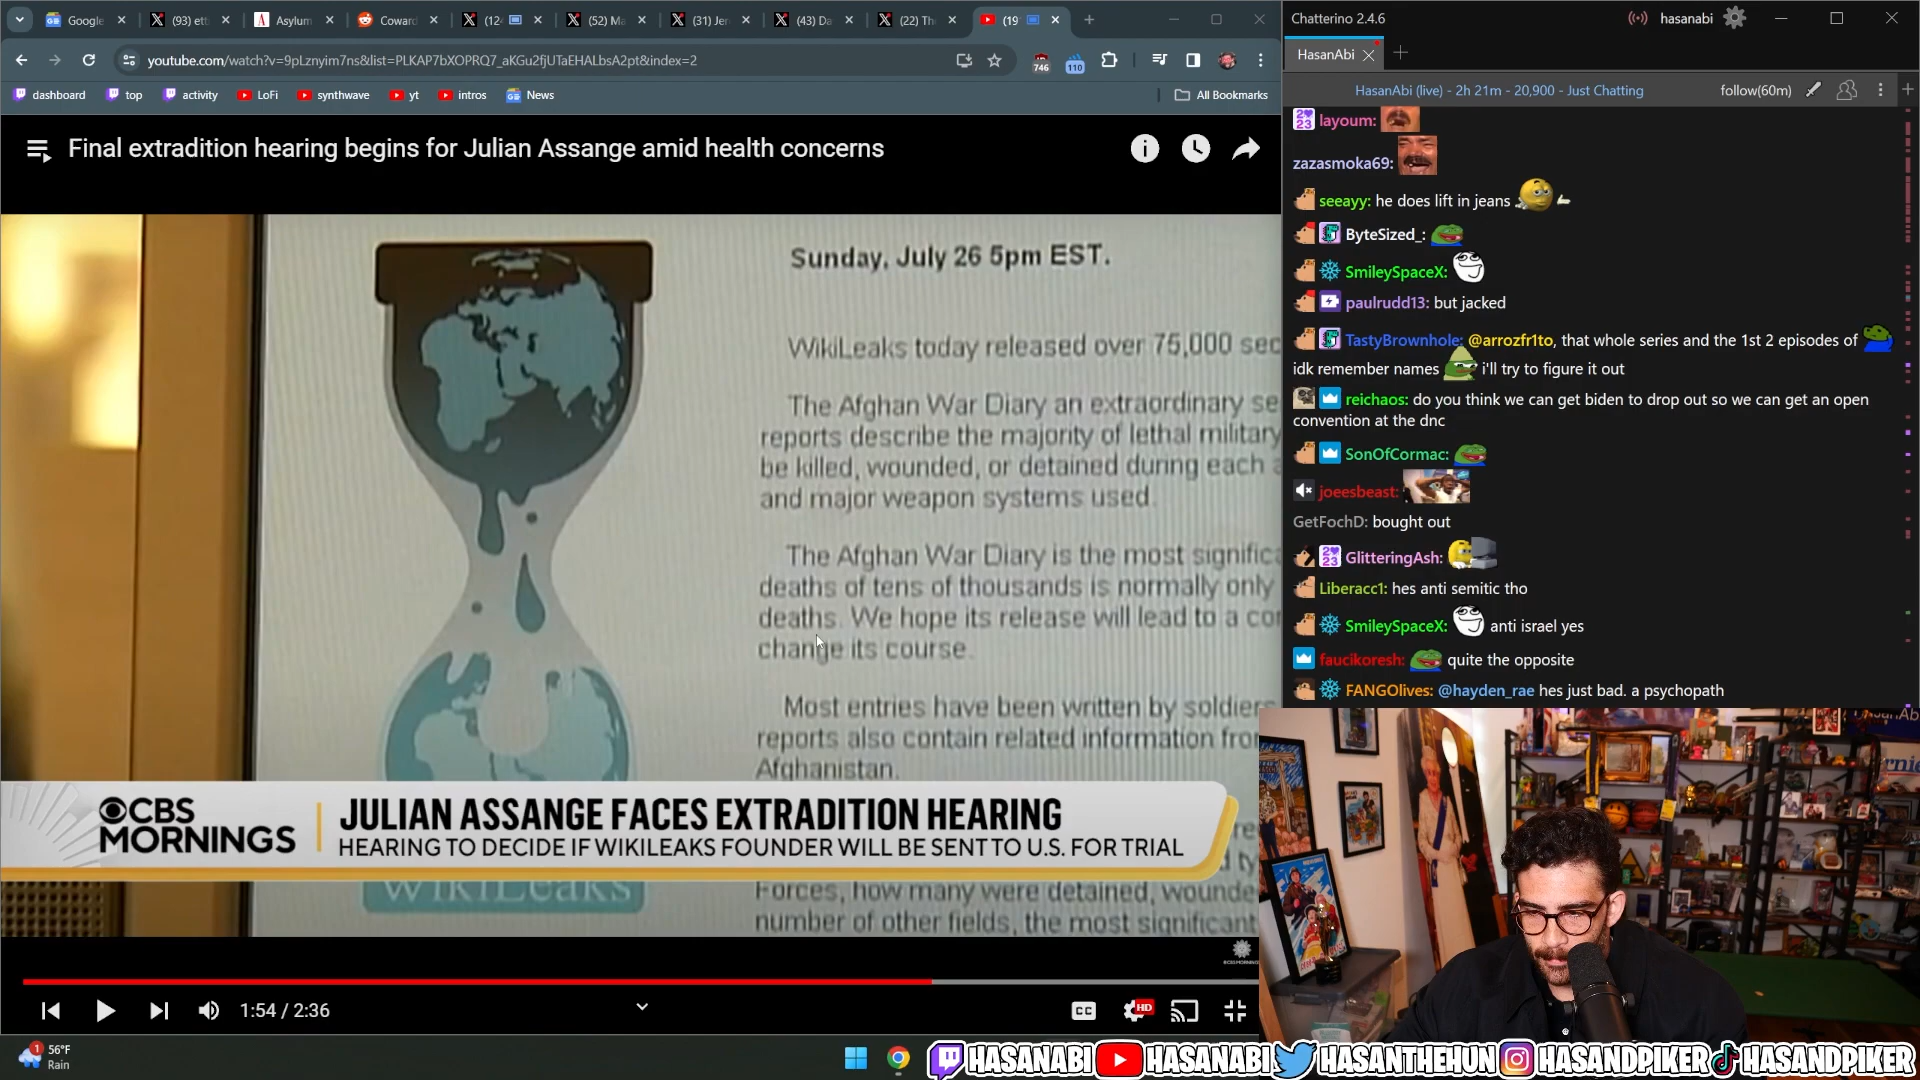 Google
(93) ett
Asylum
Coward
(124
(52) Ma
(31) Jer
(43) Da
(22) Th
(19
youtube.com/watch?v=9pLznyim7ns&list=PLKAP7bXOPRQ7_aKGu2fjUTaEHALbsA2pt&index=2
746
110
dashboard
top
activity
LoFi
synthwave
yt
intros
News
All Bookmarks
Final extradition hearing begins for Julian Assange amid health concerns
Sunday, July 26 5pm EST.
WikiLeaks today released over 75,000 sec
The Afghan War Diary an extraordinary se
reports describe the majority of lethal military
be killed, wounded, or detained during each a
and major weapon systems used.
The Afghan War Diary is the most significa
deaths of tens of thousands is normally only
deaths. We hope its release will lead to a co
change its course.
Most entries have been written by soldiers
reports also contain related information fro
Afghanistan.
CBS
MORNINGS
JULIAN ASSANGE FACES EXTRADITION HEARING
HEARING TO DECIDE IF WIKILEAKS FOUNDER WILL BE SENT TO U.S. FOR TRIAL
WikiLeaks
Forces, how many were detained, wounde
number of other fields, the most significant
1:54 / 2:36
CC
HD
1
56°F
Rain
Chatterino 2.4.6
hasanabi
HasanAbi
HasanAbi (live) - 2h 21m - 20,900 - Just Chatting
follow(60m)
layoum:
zazasmoka69:
seeayy: he does lift in jeans
ByteSized_:
SmileySpaceX:
paulrudd13: but jacked
TastyBrownhole: @arrozfr1to, that whole series and the 1st 2 episodes of
idk remember names i'll try to figure it out
reichaos: do you think we can get biden to drop out so we can get an open
convention at the dnc
SonOfCormac:
joeesbeast:
GetFochD: bought out
GlitteringAsh:
Liberacc1: hes anti semitic tho
SmileySpaceX: anti israel yes
faucikoresh: quite the opposite
FANGOlives: @hayden_rae hes just bad. a psychopath
HASANABI
HASANABI
HASANTHEHUN
HASANDPIKER
HASANDPIKER